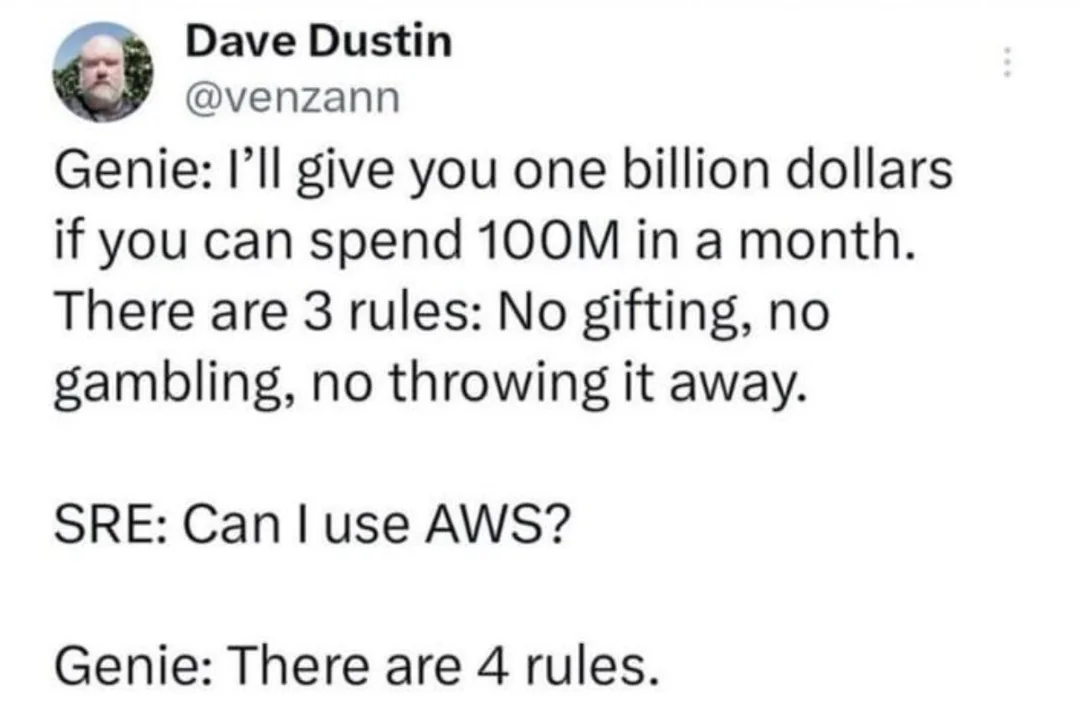 Dave Dustin
@venzann
Genie: I’ll give you one billion dollars
if you can spend 100M in a month.
There are 3 rules: No gifting, no
gambling, no throwing it away.
SRE: Can I use AWS?
Genie: There are 4 rules.